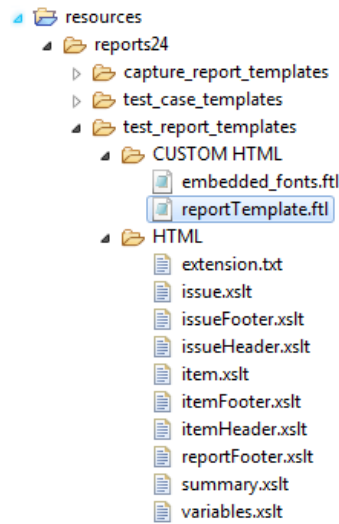 resources
reports24
capture_report_templates
test_case_templates
test_report_templates
CUSTOM HTML
embedded_fonts.ftl
reportTemplate.ftl
HTML
extension.txt
issue.xslt
issueFooter.xslt
issueHeader.xslt
item.xslt
itemFooter.xslt
itemHeader.xslt
reportFooter.xslt
summary.xslt
variables.xslt